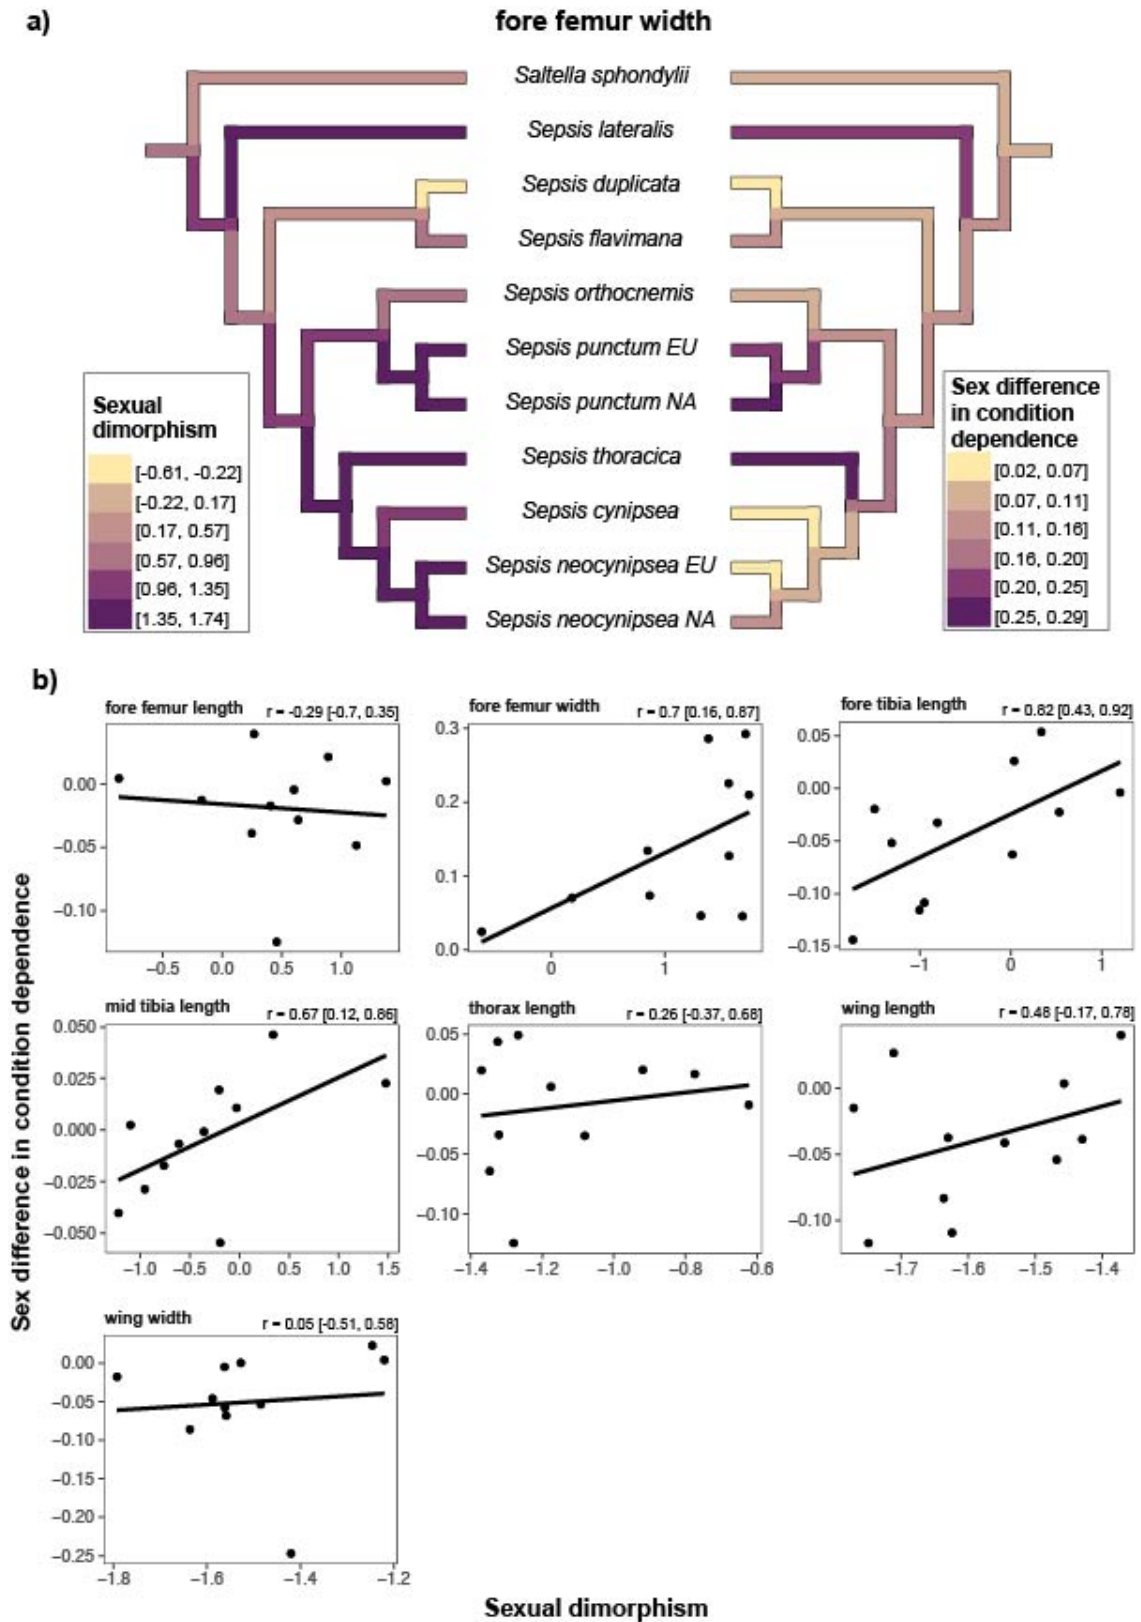 a)
fore femur width
Saltella sphondylii
Sepsis lateralis
Sepsis duplicata
Sepsis flavimana
Sepsis orthocnemis
Sepsis punctum EU
Sepsis punctum NA
Sepsis thoracica
Sepsis cynipsea
Sepsis neocynipsea EU
Sepsis neocynipsea NA
Sexual
dimorphism
[-0.61, -0.22]
[-0.22, 0.17]
[0.17, 0.57]
[0.57, 0.96]
[0.96, 1.35]
[1.35, 1.74]
Sex difference
in condition
dependence
[0.02, 0.07]
[0.07, 0.11]
[0.11, 0.16]
[0.16, 0.20]
[0.20, 0.25]
[0.25, 0.29]
b)
Sex difference in condition dependence
fore femur length r = -0.29 [-0.7, 0.35]
0.00
−0.05
−0.10
−0.5 0.0 0.5 1.0
fore femur width r = 0.7 [0.16, 0.87]
0.3
0.2
0.1
0.0
0 1
fore tibia length r = 0.82 [0.43, 0.92]
0.05
0.00
−0.05
−0.10
−0.15
−1 0 1
mid tibia length r = 0.67 [0.12, 0.86]
0.050
0.025
0.000
−0.025
−0.050
−1.0 −0.5 0.0 0.5 1.0 1.5
thorax length r = 0.26 [-0.37, 0.68]
0.05
0.00
−0.05
−0.10
−1.4 −1.2 −1.0 −0.8 −0.6
wing length r = 0.48 [-0.17, 0.78]
0.00
−0.05
−0.10
−1.7 −1.6 −1.5 −1.4
wing width r = 0.05 [-0.51, 0.58]
0.00
−0.05
−0.10
−0.15
−0.20
−0.25
−1.8 −1.6 −1.4 −1.2
Sexual dimorphism